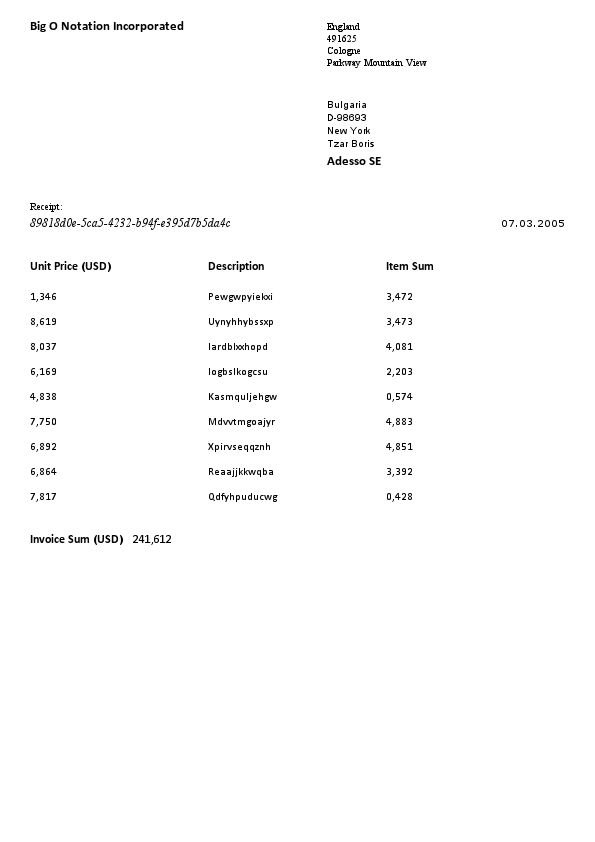 Big O Notation Incorporated
England
491625
Cologne
Parkway Mountain View
Bulgaria
D-98693
New York
Tzar Boris
Adesso SE
Receipt:
89818d0e-5ca5-4232-b94f-e395d7b5da4c
07.03.2005
Unit Price (USD) Description Item Sum
1,346 Pewgwpyiekxi 3,472
8,619 Uynyhhybssxp 3,473
8,037 Iardblxxhopd 4,081
6,169 Iogbslkogcsu 2,203
4,838 Kasmquljehgw 0,574
7,750 Mdvvtmgoajyr 4,883
6,892 Xpirvseqqznh 4,851
6,864 Reaajjkkwqba 3,392
7,817 Qdfyhpuducwg 0,428
Invoice Sum (USD) 241,612